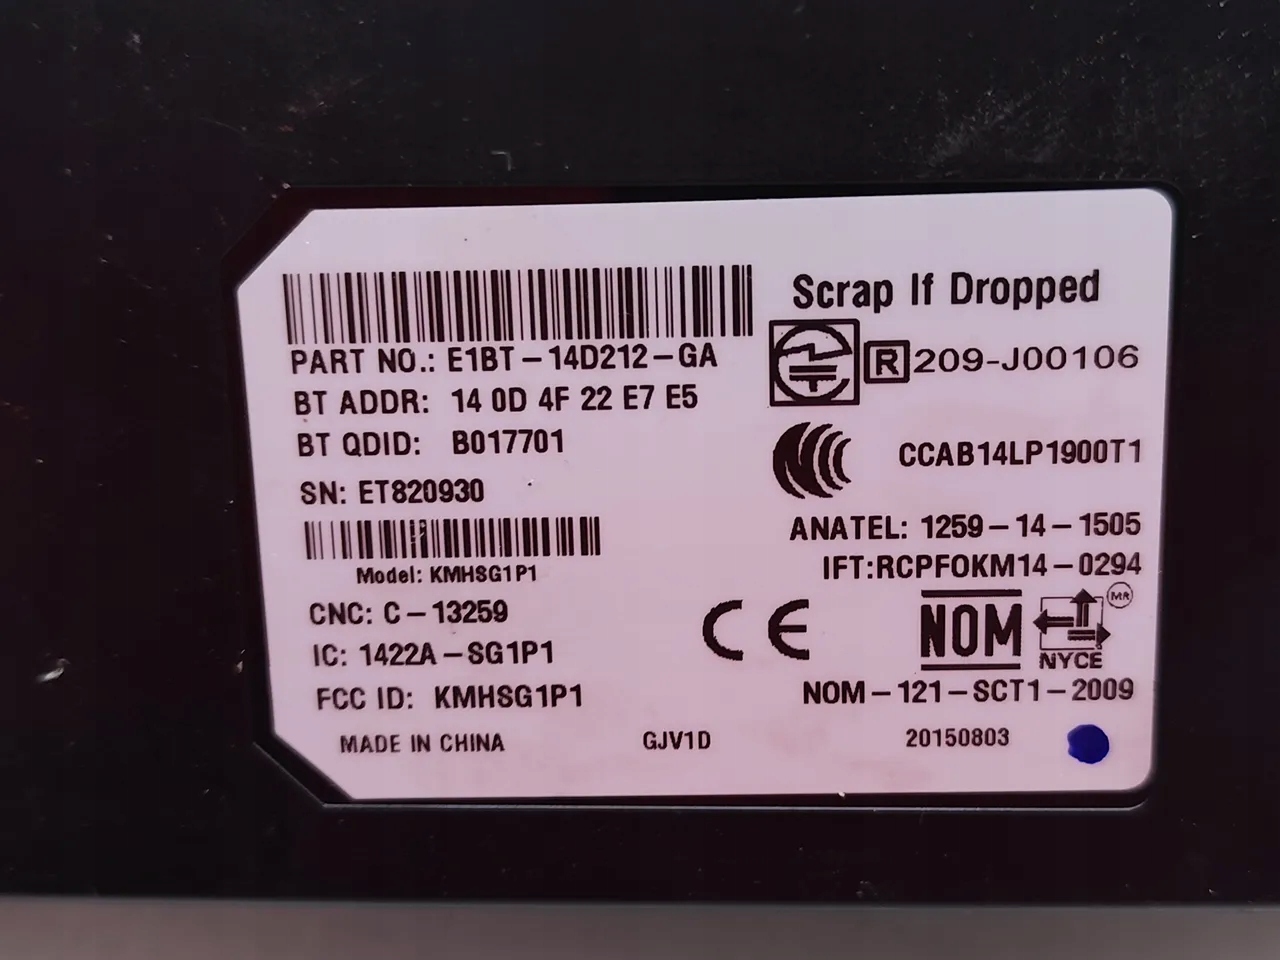 Scrap If Dropped
PART NO.: E1BT-14D212-GA
R 209-J00106
BT ADDR: 14 0D 4F 22 E7 E5
BT QDID: B017701
CCAB14LP1900T1
SN: ET820930
ANATEL: 1259-14-1505
Model: KMHSG1P1
IFT:RCPFOKM14-0294
CNC: C-13259
CE
NOM
MR
NYCE
IC: 1422A-SG1P1
FCC ID: KMHSG1P1
NOM-121-SCT1-2009
MADE IN CHINA
GJV1D
20150803